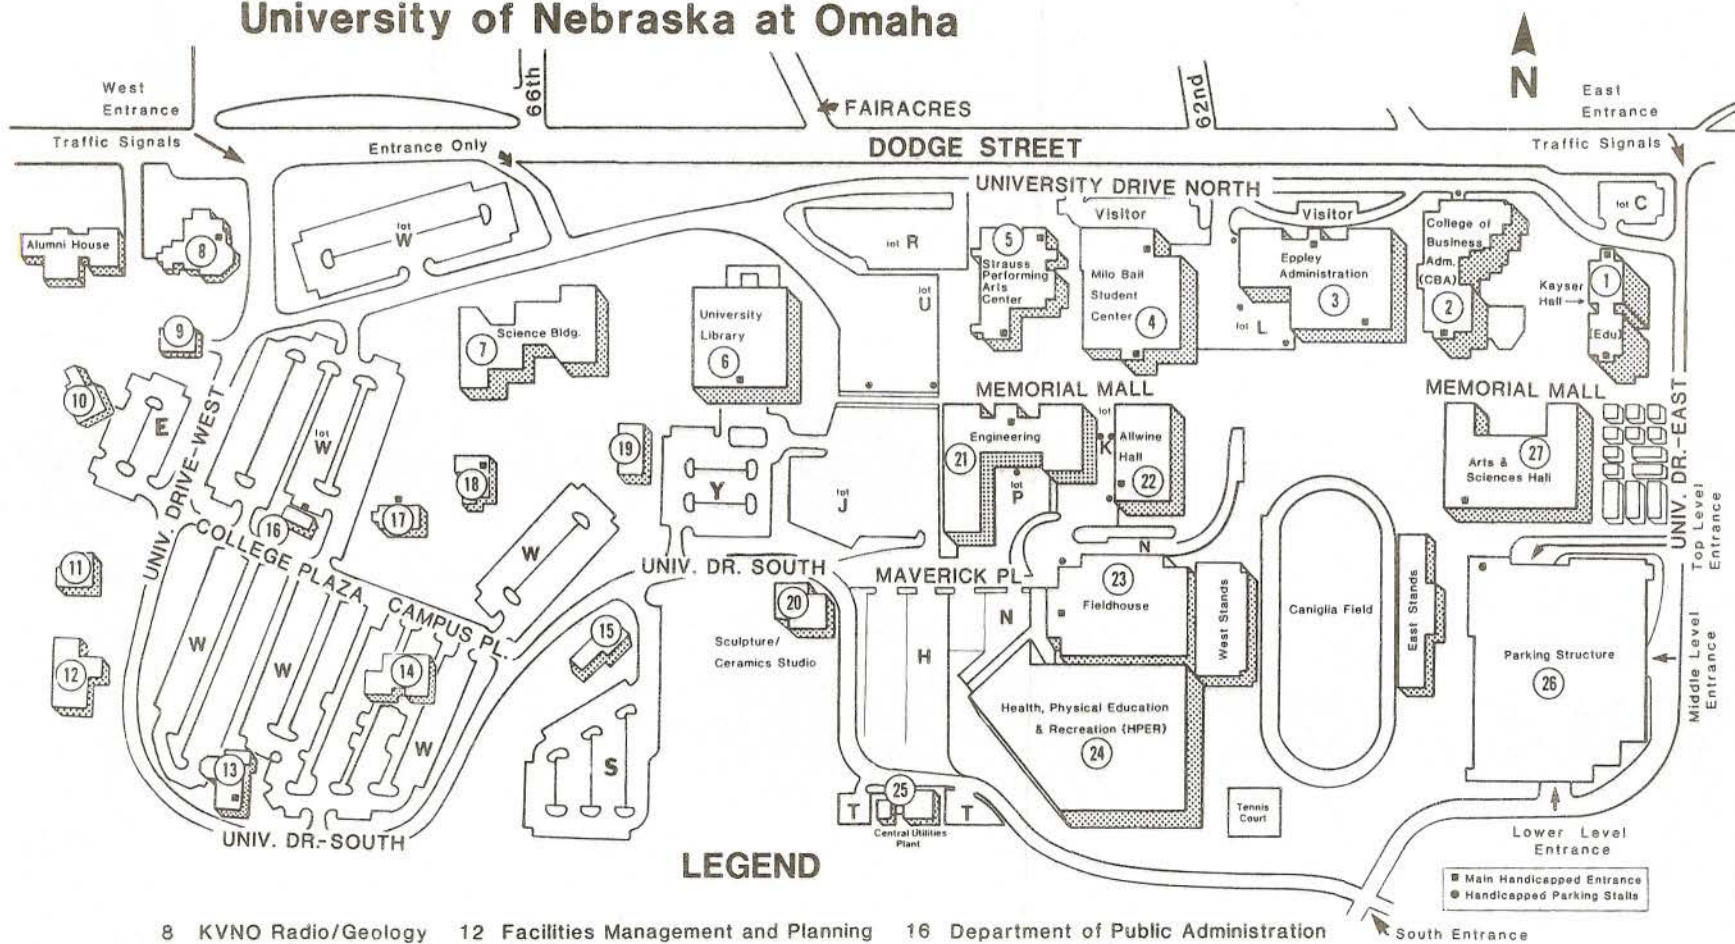 University of Nebraska at Omaha
West
Entrance
Traffic Signals
Entrance Only
66th
FAIRACRES
62nd
N
East
Entrance
Traffic Signals
DODGE STREET
UNIVERSITY DRIVE NORTH
Visitor
Visitor
lot C
Alumni House
8
lot
W
lot R
5
Strauss
Performing
Arts
Center
Milo Bail
Student
Center 4
Eppley
Administration
3
College of
Business
Adm.
(CBA)
2
Kayser
Hall
1
(Edu)
lot
U
lot L
9
7 Science Bldg.
University
Library
6
10
E
UNIV. DRIVE-WEST
lot
W
MEMORIAL MALL
MEMORIAL MALL
UNIV. DR.-EAST
19
18
17
16
Y
lot
J
Engineering
21
lot
K
lot
P
Allwine
Hall
22
27
Arts &
Sciences Hall
COLLEGE PLAZA
CAMPUS PL.
W
11
12
UNIV. DR. SOUTH
MAVERICK PL.
N
N
23
Fieldhouse
West Stands
Caniglia Field
East Stands
Top Level
Entrance
Middle Level
Entrance
Parking Structure
26
20
Sculpture/
Ceramics Studio
15
14
W
W
W
H
S
13
Health, Physical Education
& Recreation (HPER)
24
25
T
T
Central Utilities
Plant
Tennis
Court
UNIV. DR.-SOUTH
Lower Level
Entrance
LEGEND
Main Handicapped Entrance
Handicapped Parking Stalls
South Entrance
8 KVNO Radio/Geology 12 Facilities Management and Planning 16 Department of Public Administration